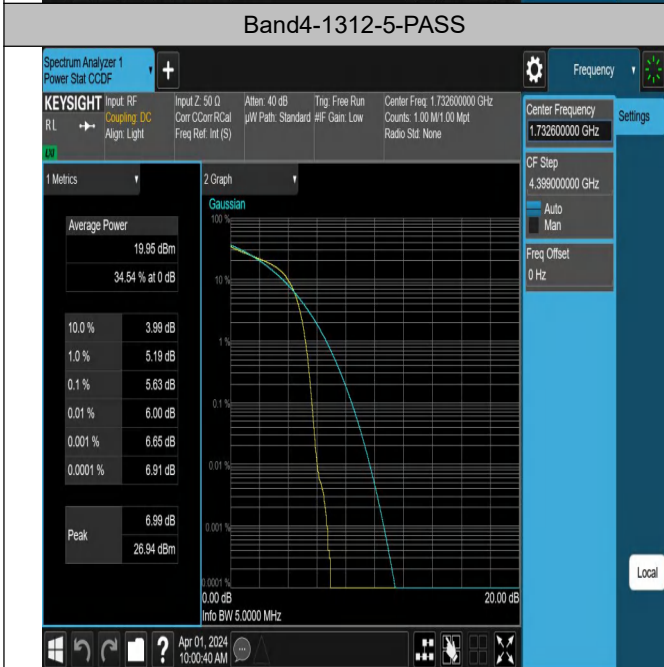 Band4-1312-5-PASS
Spectrum Analyzer 1
Power Stat CCDF
Frequency
KEYSIGHT
RL
LXI
Input: RF
Coupling: DC
Align: Light
Input Z: 50 Ω
Corr CCorr RCal
Freq Ref: Int (S)
Atten: 40 dB
µW Path: Standard
Trig: Free Run
#IF Gain: Low
Center Freq: 1.732600000 GHz
Counts: 1.00 M/1.00 Mpt
Radio Std: None
Center Frequency
1.732600000 GHz
Settings
CF Step
4.399000000 GHz
Auto
Man
Freq Offset
0 Hz
1 Metrics
2 Graph
Average Power
19.95 dBm
34.54 % at 0 dB
10.0 % 3.99 dB
1.0 % 5.19 dB
0.1 % 5.63 dB
0.01 % 6.00 dB
0.001 % 6.65 dB
0.0001 % 6.91 dB
Peak
6.99 dB
26.94 dBm
Gaussian
100 %
10 %
1 %
0.1 %
0.01 %
0.001 %
0.0001 %
0.00 dB
20.00 dB
Info BW 5.0000 MHz
Local
?
Apr 01, 2024
10:00:40 AM